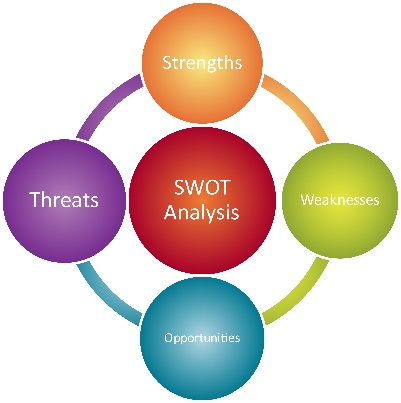 Strengths
Threats
SWOT
Analysis
Weaknesses
Opportunities